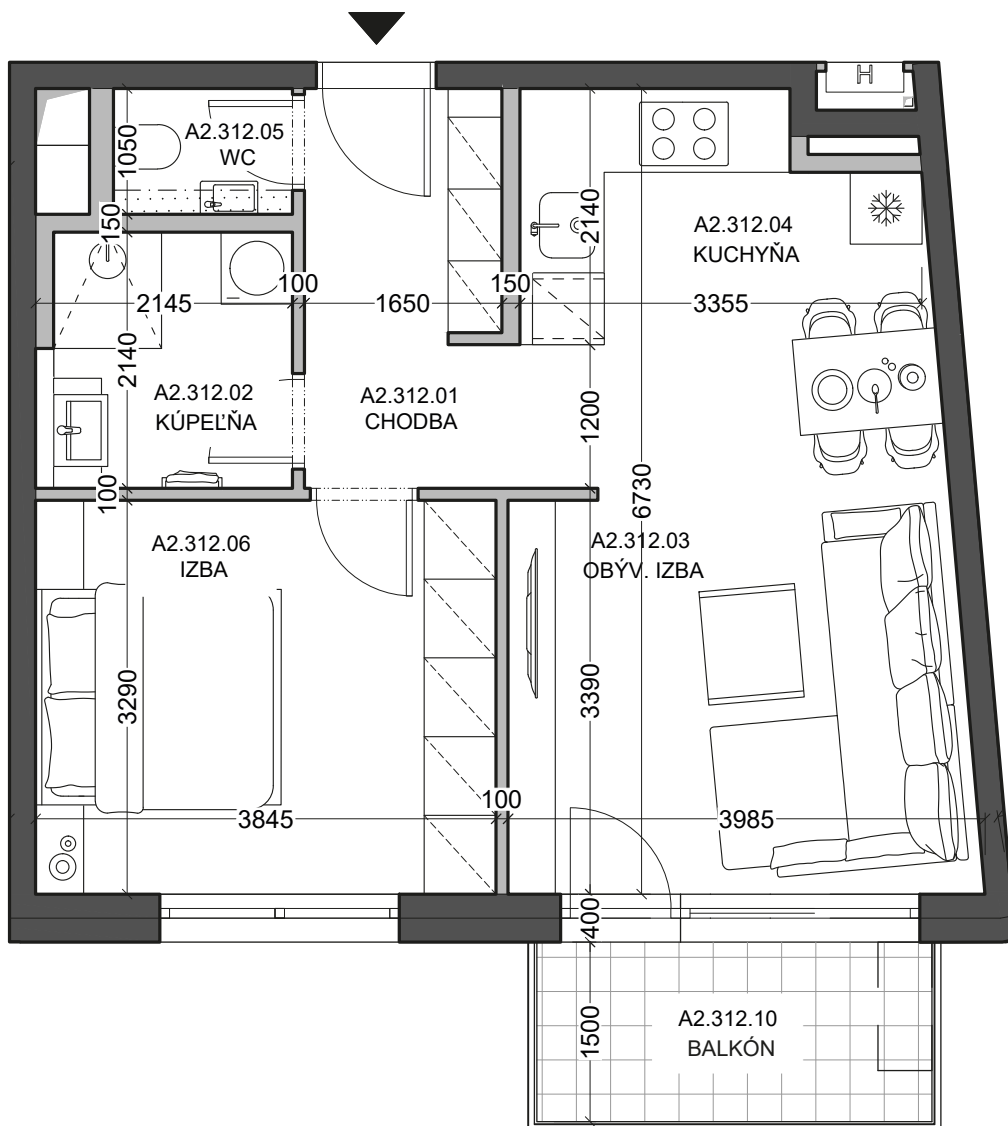 H
A2.312.05
WC
1050
150
2140
A2.312.04
KUCHYŇA
2145
100
1650
150
3355
2140
A2.312.02
KÚPEĽŇA
A2.312.01
CHODBA
1200
100
6730
A2.312.06
IZBA
A2.312.03
OBÝV. IZBA
3290
3390
3845
100
3985
400
1500
A2.312.10
BALKÓN